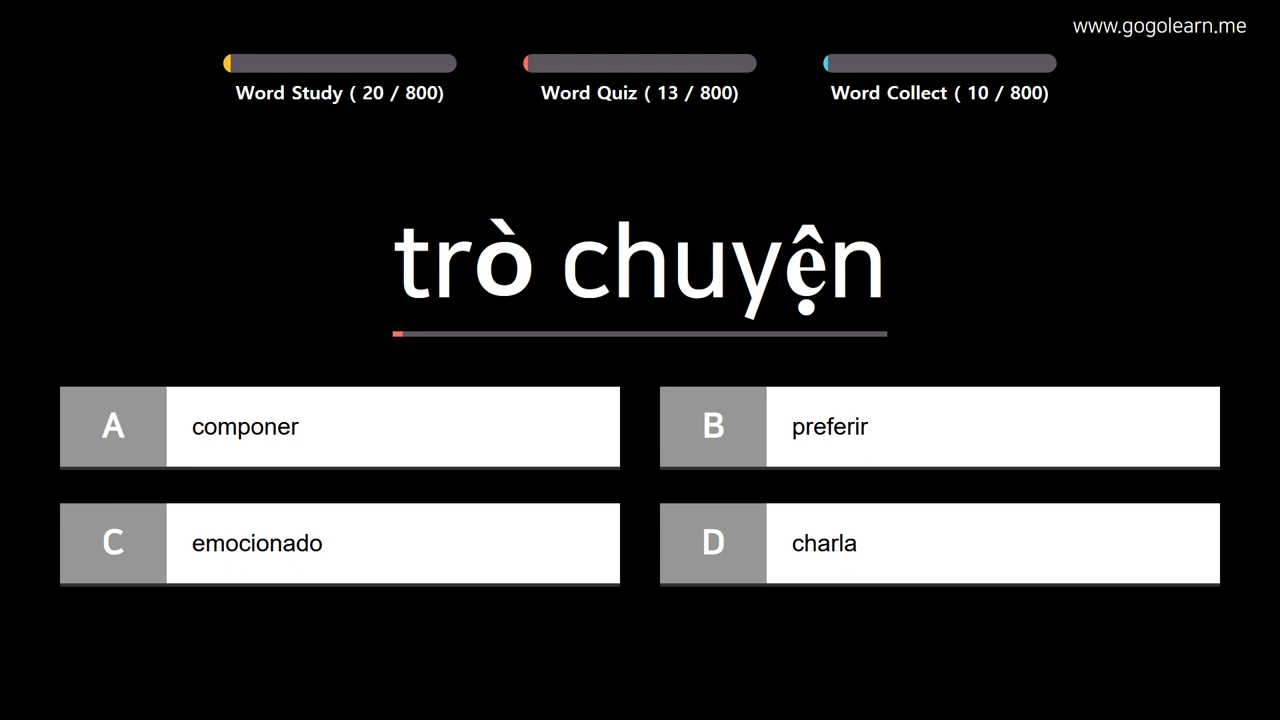 www.gogolearn.me
Word Study ( 20 / 800)
Word Quiz ( 13 / 800)
Word Collect ( 10 / 800)
trò chuyện
A componer
B preferir
C emocionado
D charla